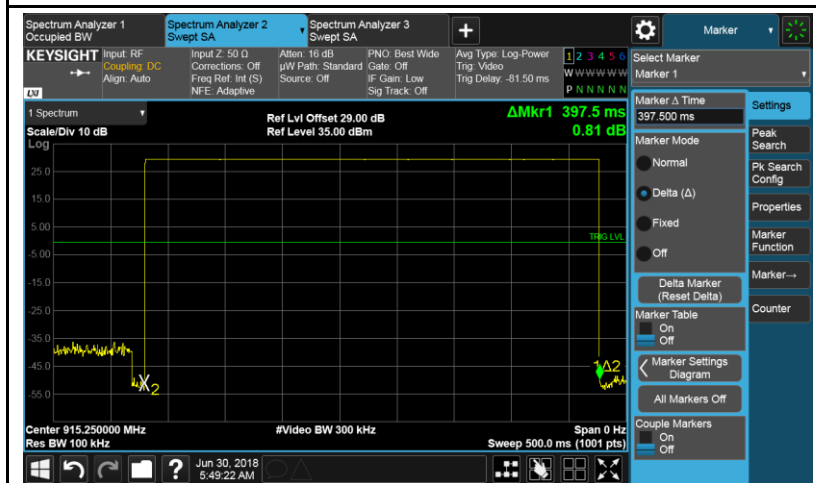 Spectrum Analyzer 1
Occupied BW
Spectrum Analyzer 2
Swept SA
Spectrum Analyzer 3
Swept SA
Marker
KEYSIGHT
LXI
Input: RF
Coupling: DC
Align: Auto
Input Z: 50 Ω
Corrections: Off
Freq Ref: Int (S)
NFE: Adaptive
Atten: 16 dB
µW Path: Standard
Source: Off
PNO: Best Wide
Gate: Off
IF Gain: Low
Sig Track: Off
Avg Type: Log-Power
Trig: Video
Trig Delay: -81.50 ms
1 2 3 4 5 6
W W W W W W
P N N N N N
Select Marker
Marker 1
1 Spectrum
Scale/Div 10 dB
Log
Ref Lvl Offset 29.00 dB
Ref Level 35.00 dBm
ΔMkr1 397.5 ms
0.81 dB
25.0
15.0
5.00
-5.00
-15.0
-25.0
-35.0
-45.0
-55.0
TRIG LVL
2
1Δ2
Center 915.250000 MHz
Res BW 100 kHz
#Video BW 300 kHz
Span 0 Hz
Sweep 500.0 ms (1001 pts)
Marker Δ Time
397.500 ms
Marker Mode
Normal
Delta (Δ)
Fixed
Off
Delta Marker
(Reset Delta)
Marker Table
On
Off
Marker Settings
Diagram
All Markers Off
Couple Markers
On
Off
Settings
Peak
Search
Pk Search
Config
Properties
Marker
Function
Marker→
Counter
?
Jun 30, 2018
5:49:22 AM